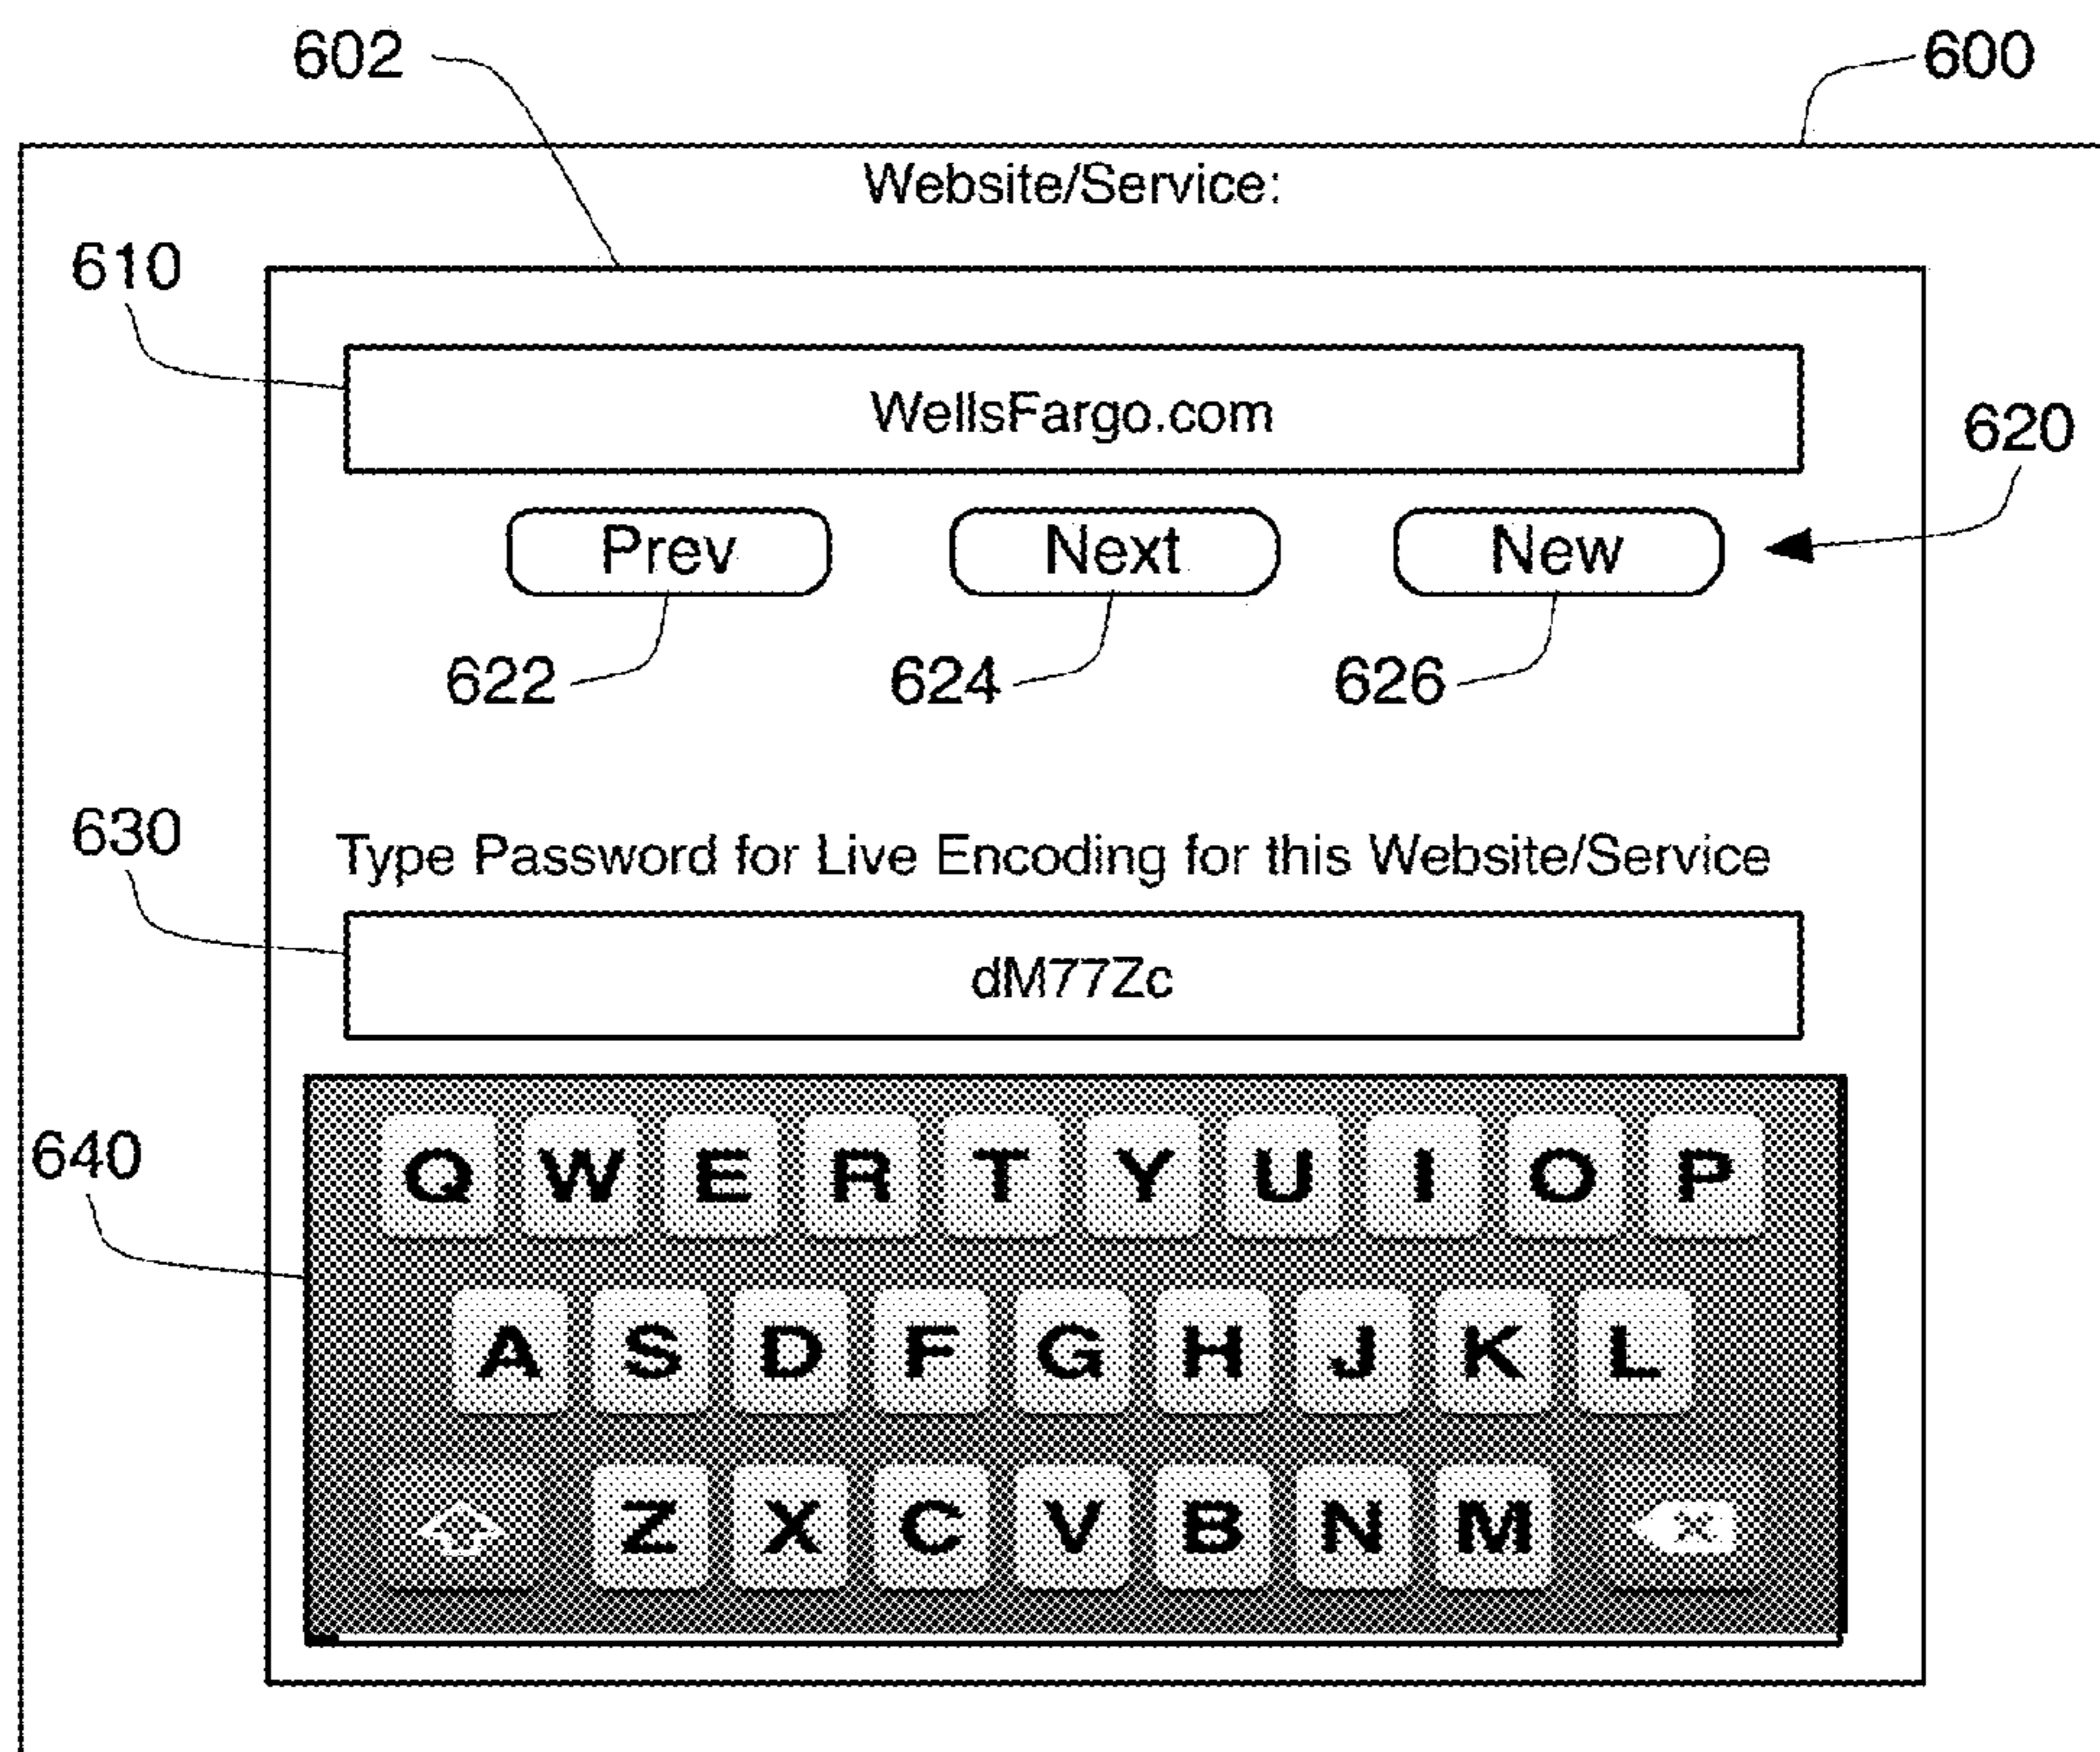 602 600
Website/Service:
610
WellsFargo.com
620
Prev Next New
622 624 626
630
Type Password for Live Encoding for this Website/Service
dM77Zc
640
Q W E R T Y U I O P
A S D F G H J K L
Z X C V B N M